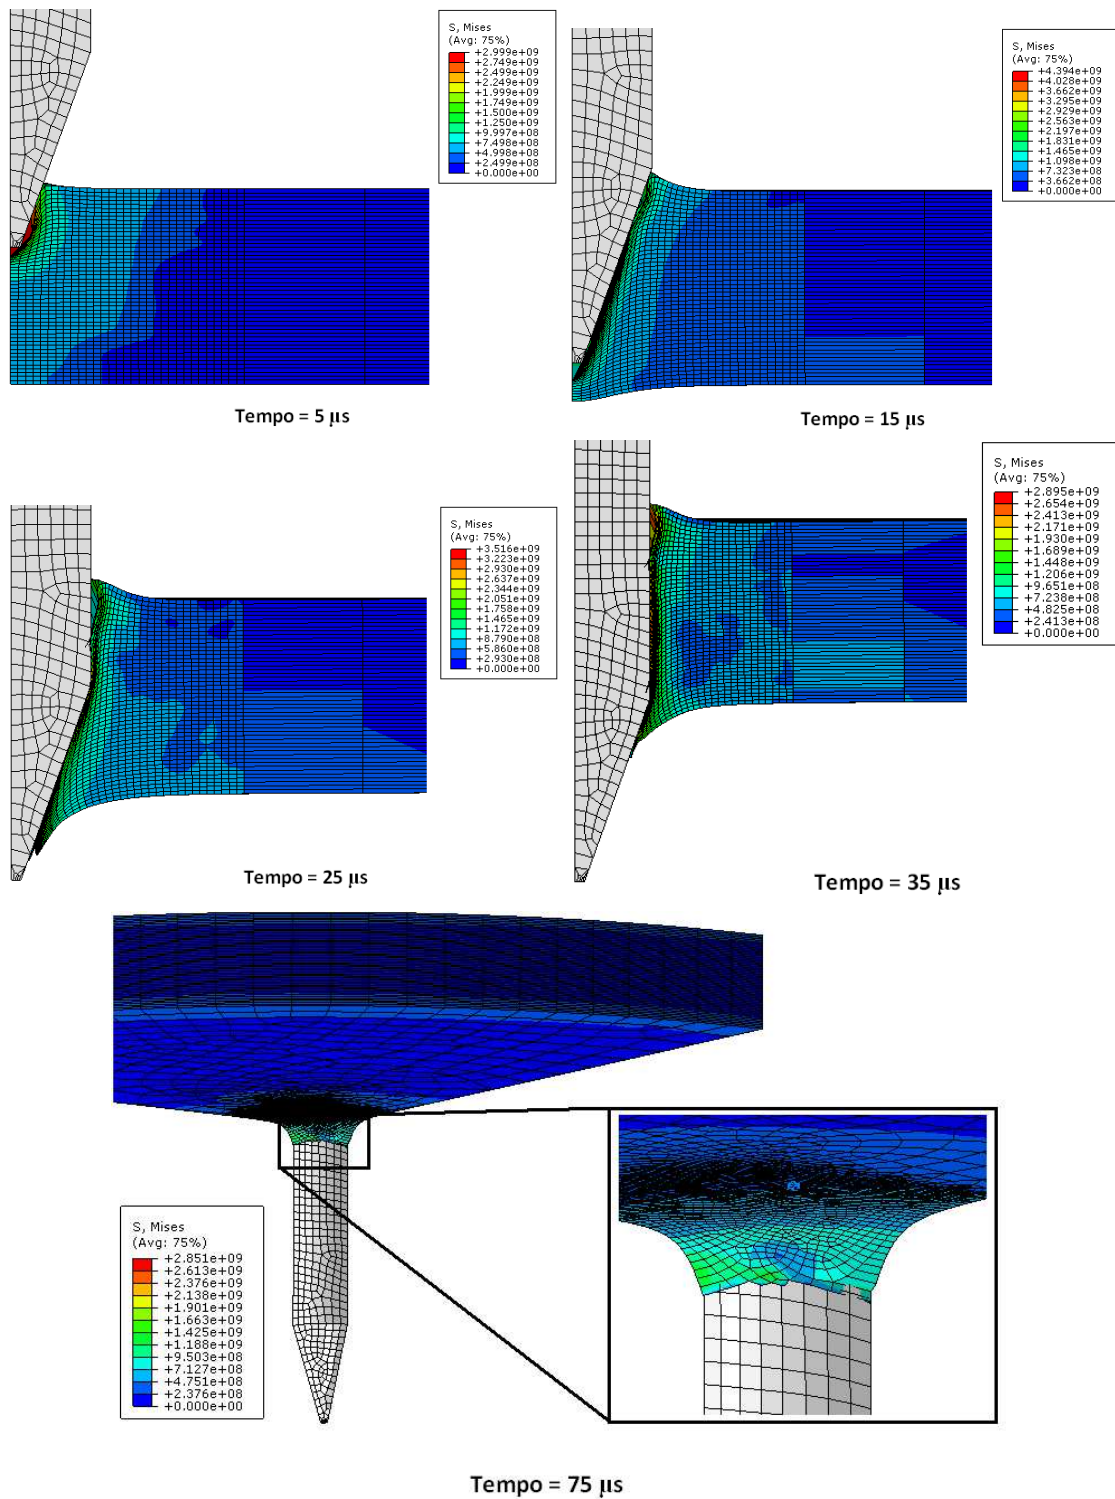 S, Mises
(Avg: 75%)
+2.999e+09
+2.749e+09
+2.499e+09
+2.249e+09
+1.999e+09
+1.749e+09
+1.500e+09
+1.250e+09
+9.997e+08
+7.498e+08
+4.998e+08
+2.499e+08
+0.000e+00
Tempo = 5 μs
S, Mises
(Avg: 75%)
+4.394e+09
+4.028e+09
+3.662e+09
+3.295e+09
+2.929e+09
+2.563e+09
+2.197e+09
+1.831e+09
+1.465e+09
+1.098e+09
+7.323e+08
+3.662e+08
+0.000e+00
Tempo = 15 μs
S, Mises
(Avg: 75%)
+3.516e+09
+3.223e+09
+2.930e+09
+2.637e+09
+2.344e+09
+2.051e+09
+1.758e+09
+1.465e+09
+1.172e+09
+8.790e+08
+5.860e+08
+2.930e+08
+0.000e+00
Tempo = 25 μs
S, Mises
(Avg: 75%)
+2.895e+09
+2.654e+09
+2.413e+09
+2.171e+09
+1.930e+09
+1.689e+09
+1.448e+09
+1.206e+09
+9.651e+08
+7.238e+08
+4.825e+08
+2.413e+08
+0.000e+00
Tempo = 35 μs
S, Mises
(Avg: 75%)
+2.851e+09
+2.613e+09
+2.376e+09
+2.138e+09
+1.901e+09
+1.663e+09
+1.425e+09
+1.188e+09
+9.503e+08
+7.127e+08
+4.751e+08
+2.376e+08
+0.000e+00
Tempo = 75 μs